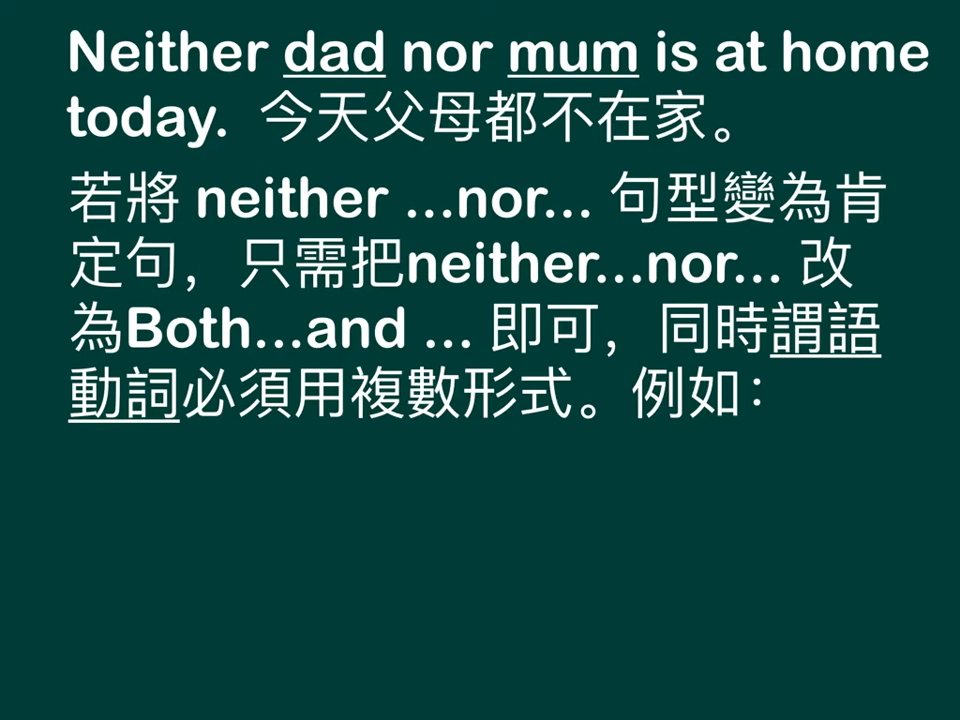 Neither dad nor mum is at home
today. 今天父母都不在家。
若將 neither ...nor... 句型變為肯
定句，只需把neither...nor... 改
為Both...and ... 即可，同時謂語
動詞必須用複數形式。例如：